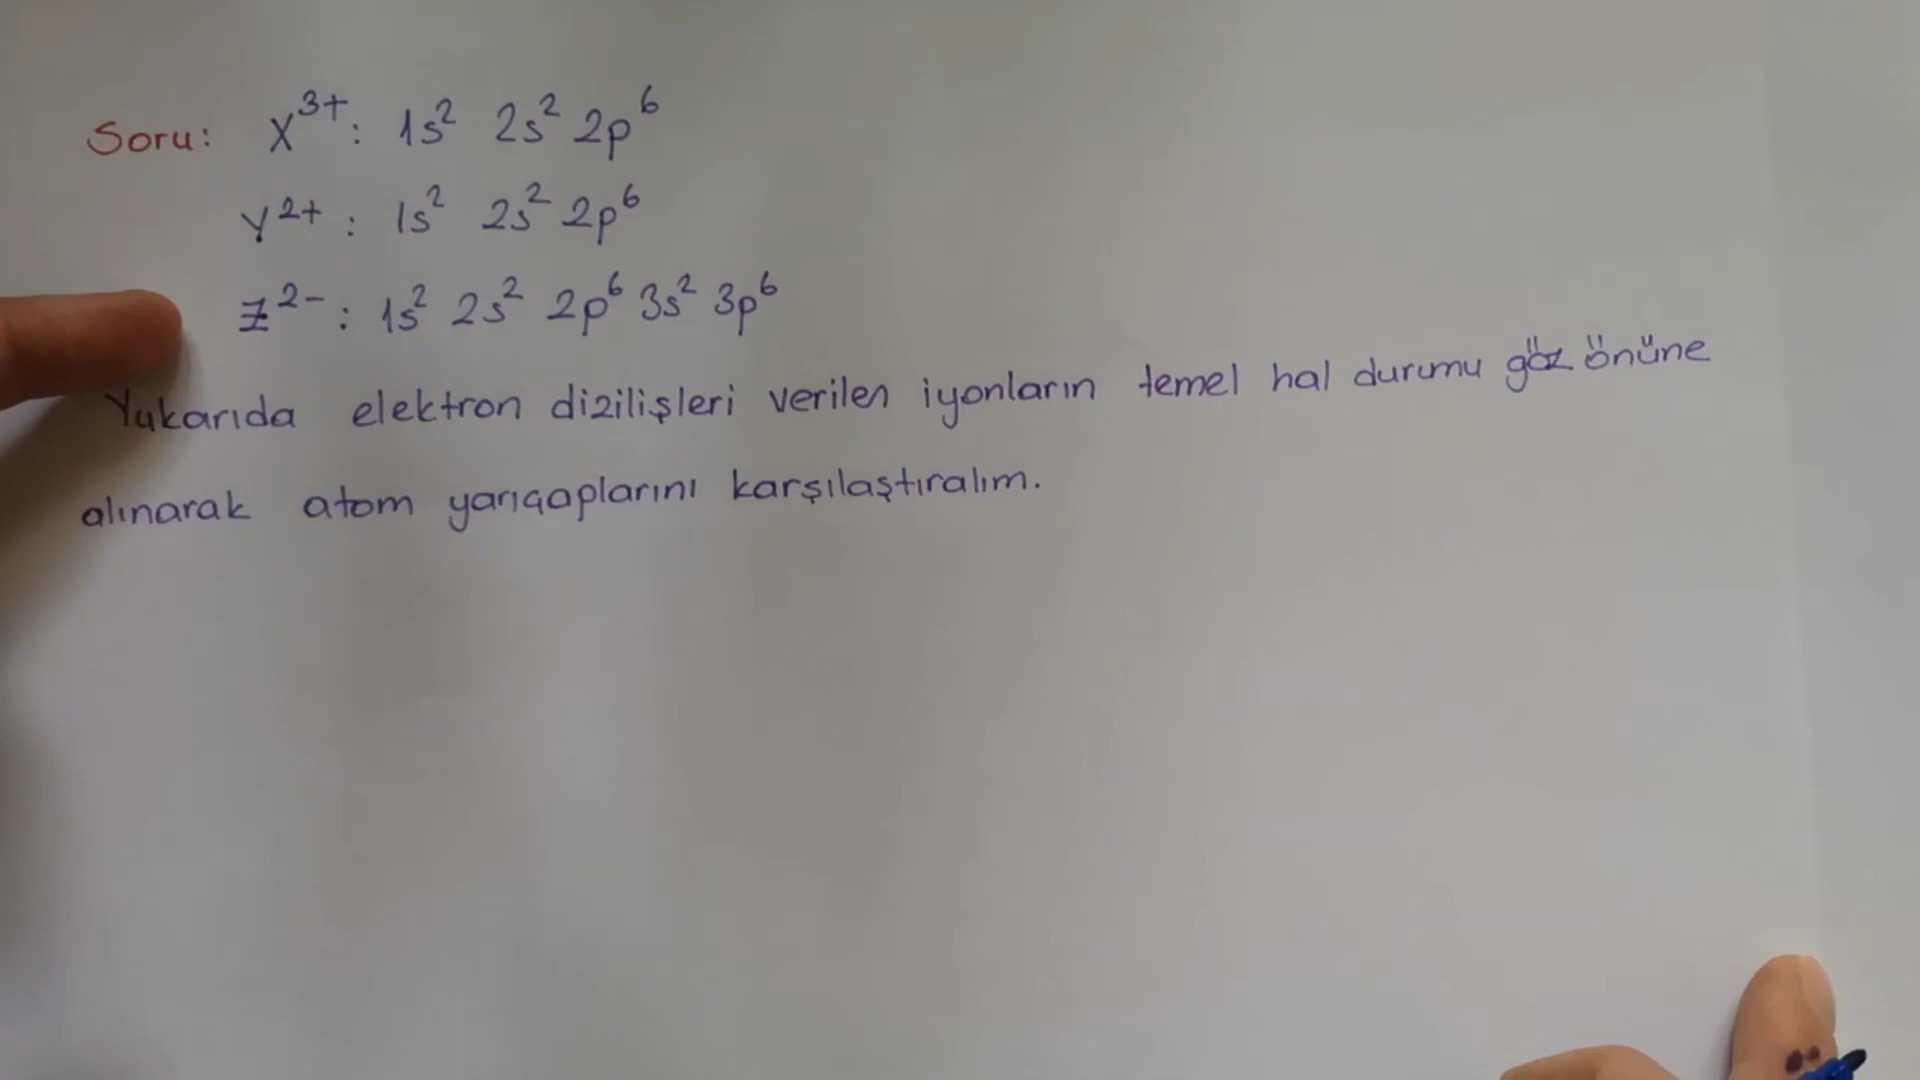 Soru: X³⁺: 1s² 2s² 2p⁶
Y²⁺: 1s² 2s² 2p⁶
Z²⁻: 1s² 2s² 2p⁶ 3s² 3p⁶
Yukarıda elektron dizilişleri verilen iyonların temel hal durumu göz önüne
alınarak atom yarıçaplarını karşılaştıralım.